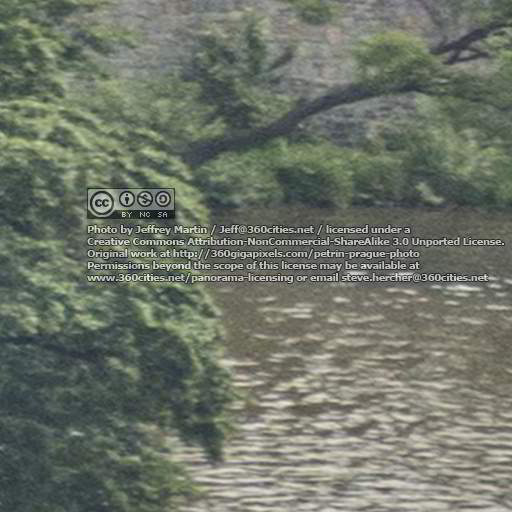 cc
BY NC SA
Photo by Jeffrey Martin / Jeff@360cities.net / licensed under a
Creative Commons Attribution-NonCommercial-ShareAlike 3.0 Unported License.
Original work at http://360gigapixels.com/petrin-prague-photo
Permissions beyond the scope of this license may be available at
www.360cities.net/panorama-licensing or email steve.hercher@360cities.net